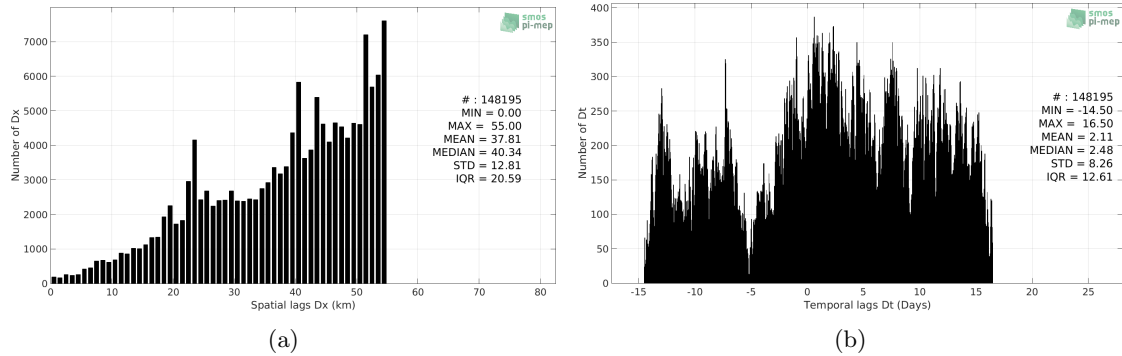 smos
pi-mep
Number of Dx
7000
6000
5000
4000
3000
2000
1000
0
# : 148195
MIN = 0.00
MAX = 55.00
MEAN = 37.81
MEDIAN = 40.34
STD = 12.81
IQR = 20.59
0 10 20 30 40 50 60 70 80
Spatial lags Dx (km)
(a)
smos
pi-mep
Number of Dt
400
350
300
250
200
150
100
50
0
# : 148195
MIN = -14.50
MAX = 16.50
MEAN = 2.11
MEDIAN = 2.48
STD = 8.26
IQR = 12.61
-15 -10 -5 0 5 10 15 20 25
Temporal lags Dt (Days)
(b)